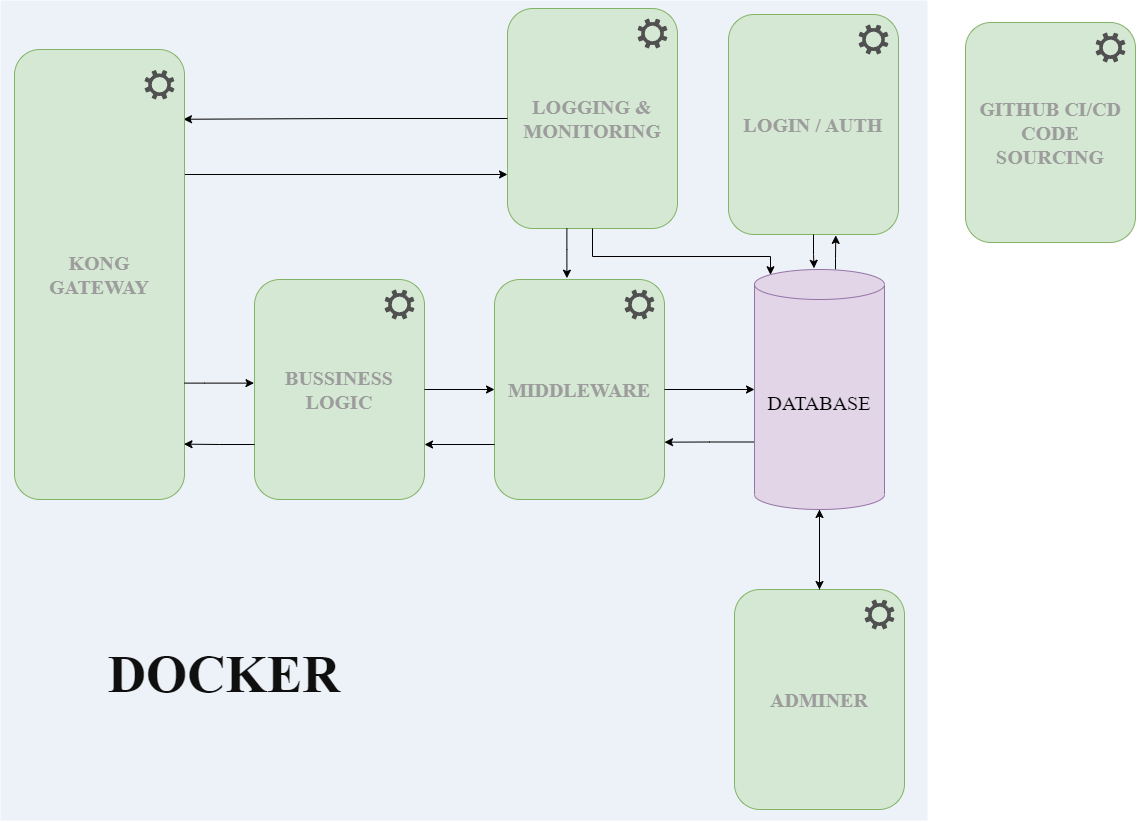 LOGGING &
MONITORING
LOGIN / AUTH
GITHUB CI/CD
CODE
SOURCING
KONG
GATEWAY
BUSSINESS
LOGIC
MIDDLEWARE
DATABASE
DOCKER
ADMINER